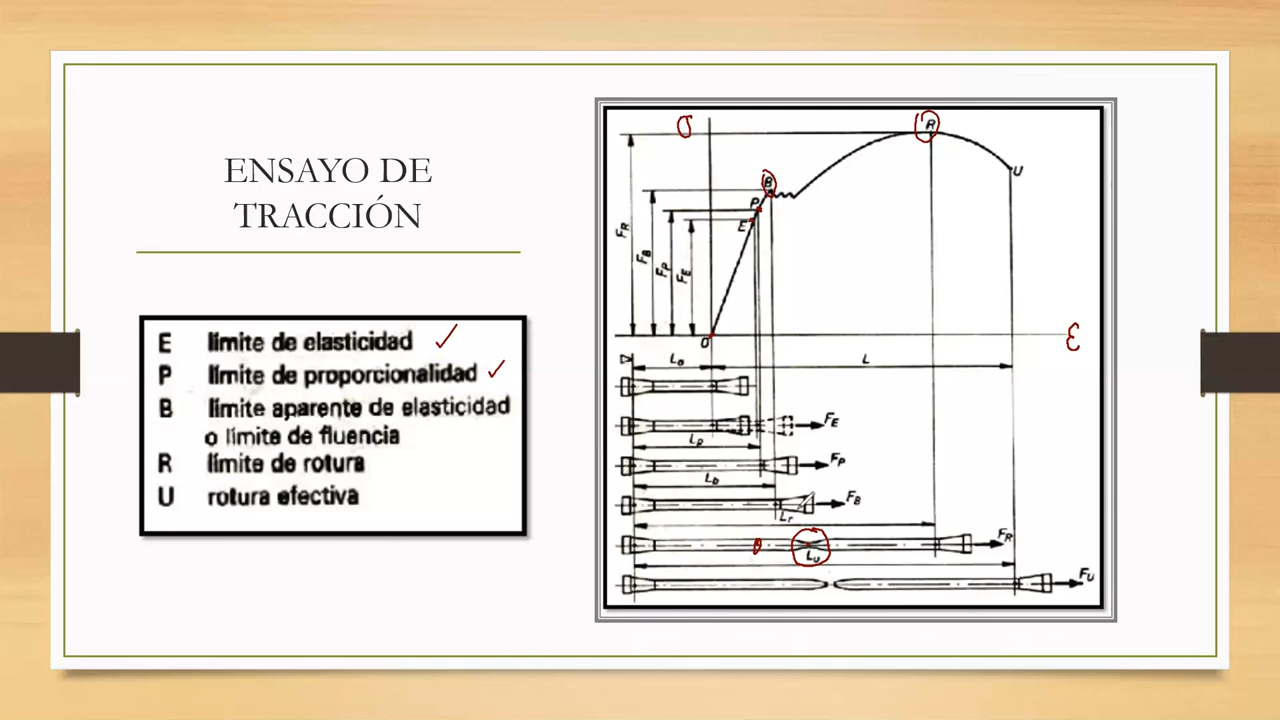 ENSAYO DE
TRACCIÓN
E límite de elasticidad
P límite de proporcionalidad
B límite aparente de elasticidad
o límite de fluencia
R límite de rotura
U rotura efectiva
σ
R
B
U
P
E
F_R
F_B
F_P
F_E
O
ε
L_o
L
F_E
L_p
F_P
L_b
F_B
L_r
F_R
L_u
F_U